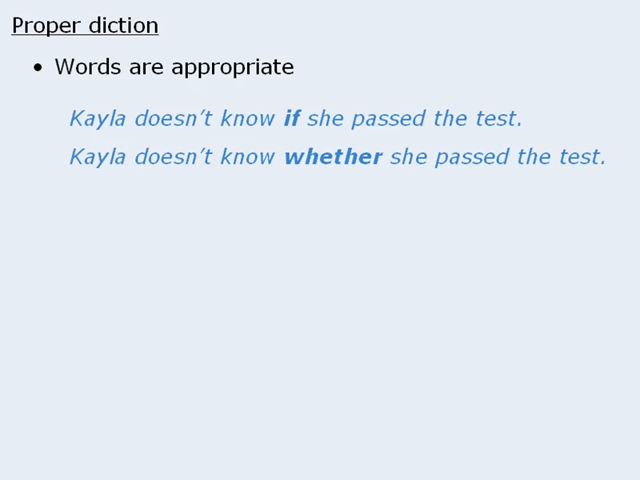 Proper diction
• Words are appropriate
Kayla doesn’t know if she passed the test.
Kayla doesn’t know whether she passed the test.